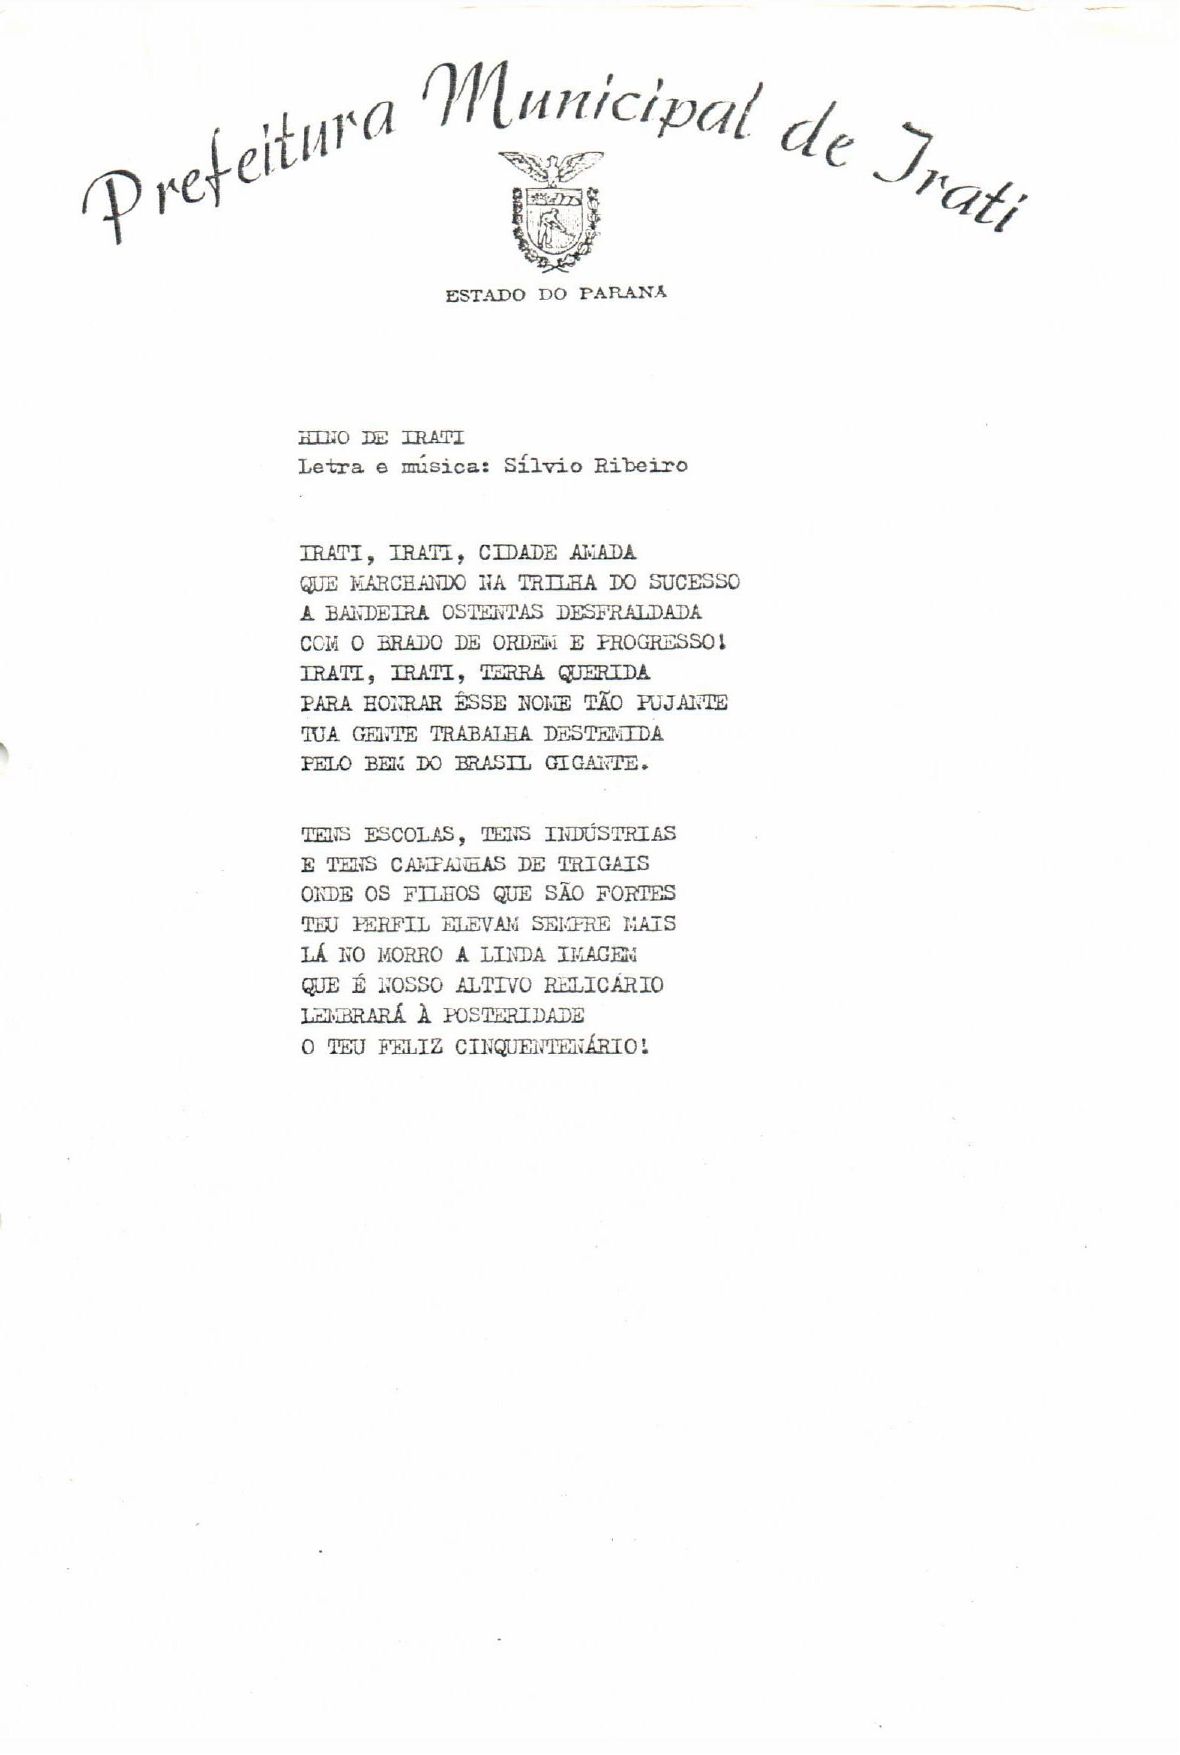 Prefeitura Municipal de Irati
ESTADO DO PARANÁ
HINO DE IRATI
Letra e música: Sílvio Ribeiro
IRATI, IRATI, CIDADE AMADA
QUE MARCHANDO NA TRILHA DO SUCESSO
A BANDEIRA OSTENTAS DESFRALDADA
COM O BRADO DE ORDEM E PROGRESSO!
IRATI, IRATI, TERRA QUERIDA
PARA HONRAR ÊSSE NOME TÃO PUJANTE
TUA GENTE TRABALHA DESTEMIDA
PELO BEM DO BRASIL GIGANTE.
TENS ESCOLAS, TENS INDÚSTRIAS
E TENS CAMPANHAS DE TRIGAIS
ONDE OS FILHOS QUE SÃO FORTES
TEU PERFIL ELEVAM SEMPRE MAIS
LÁ NO MORRO A LINDA IMAGEM
QUE É NOSSO ALTIVO RELICÁRIO
LEMBRARÁ À POSTERIDADE
O TEU FELIZ CINQUENTENÁRIO!